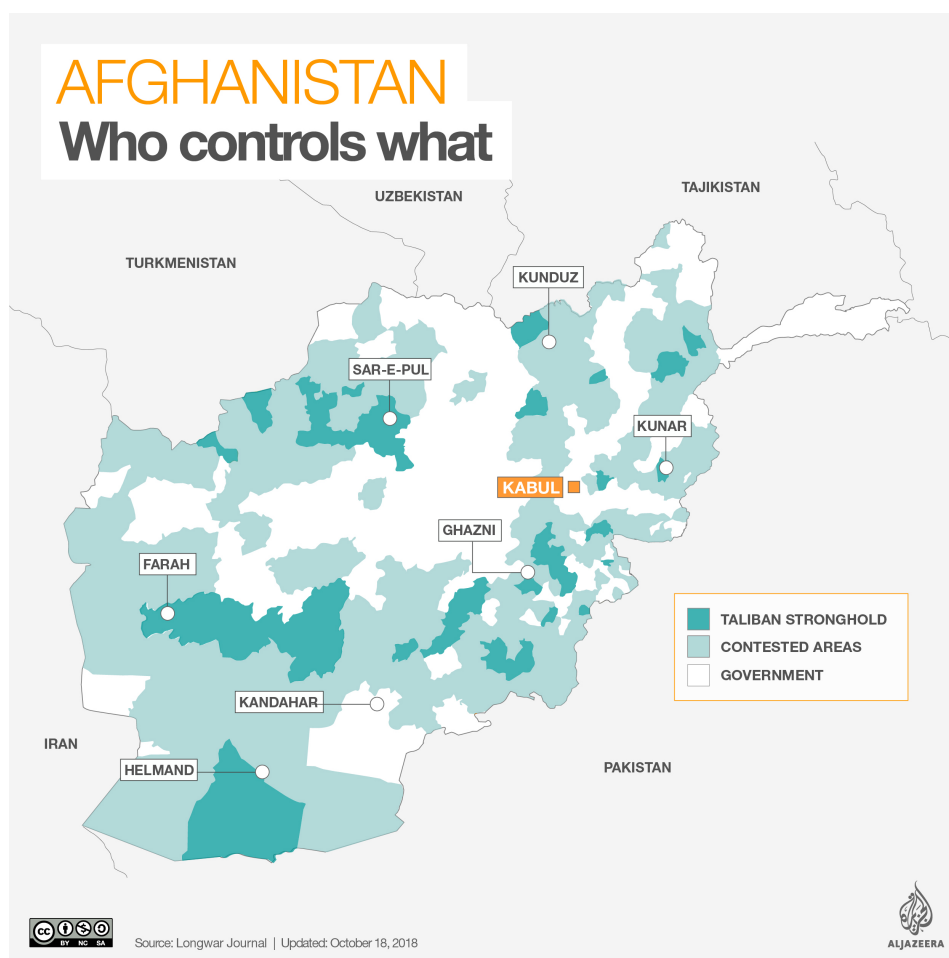 AFGHANISTAN
Who controls what
UZBEKISTAN
TAJIKISTAN
TURKMENISTAN
KUNDUZ
SAR-E-PUL
KUNAR
KABUL
GHAZNI
FARAH
TALIBAN STRONGHOLD
CONTESTED AREAS
GOVERNMENT
KANDAHAR
IRAN
HELMAND
PAKISTAN
cc BY NC SA
Source: Longwar Journal | Updated: October 18, 2018
ALJAZEERA